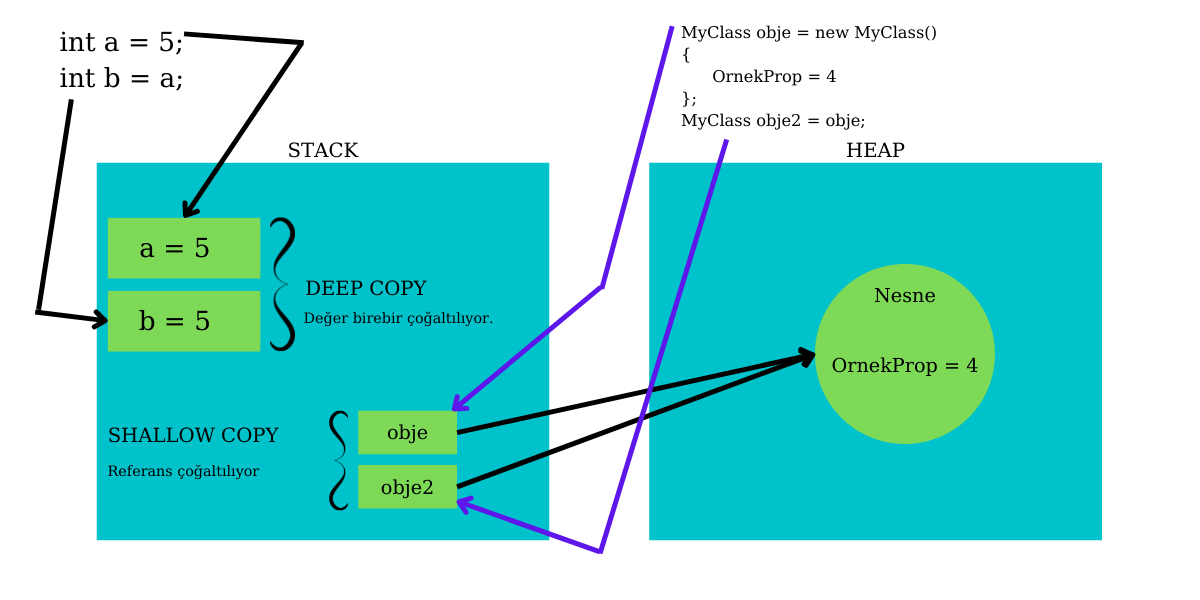 int a = 5;
int b = a;
MyClass obje = new MyClass()
{
OrnekProp = 4
};
MyClass obje2 = obje;
STACK
HEAP
a = 5
b = 5
DEEP COPY
Değer birebir çoğaltılıyor.
SHALLOW COPY
Referans çoğaltılıyor
obje
obje2
Nesne
OrnekProp = 4